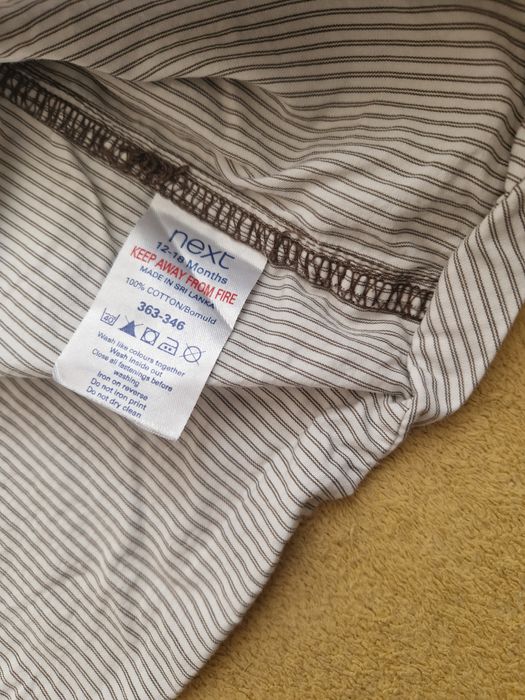 next
12-18 Months
KEEP AWAY FROM FIRE
MADE IN SRI LANKA
100% COTTON/Bomuld
363-346
40
Wash like colours together
Wash inside out
Close all fastenings before
washing
Iron on reverse
Do not iron print
Do not dry clean